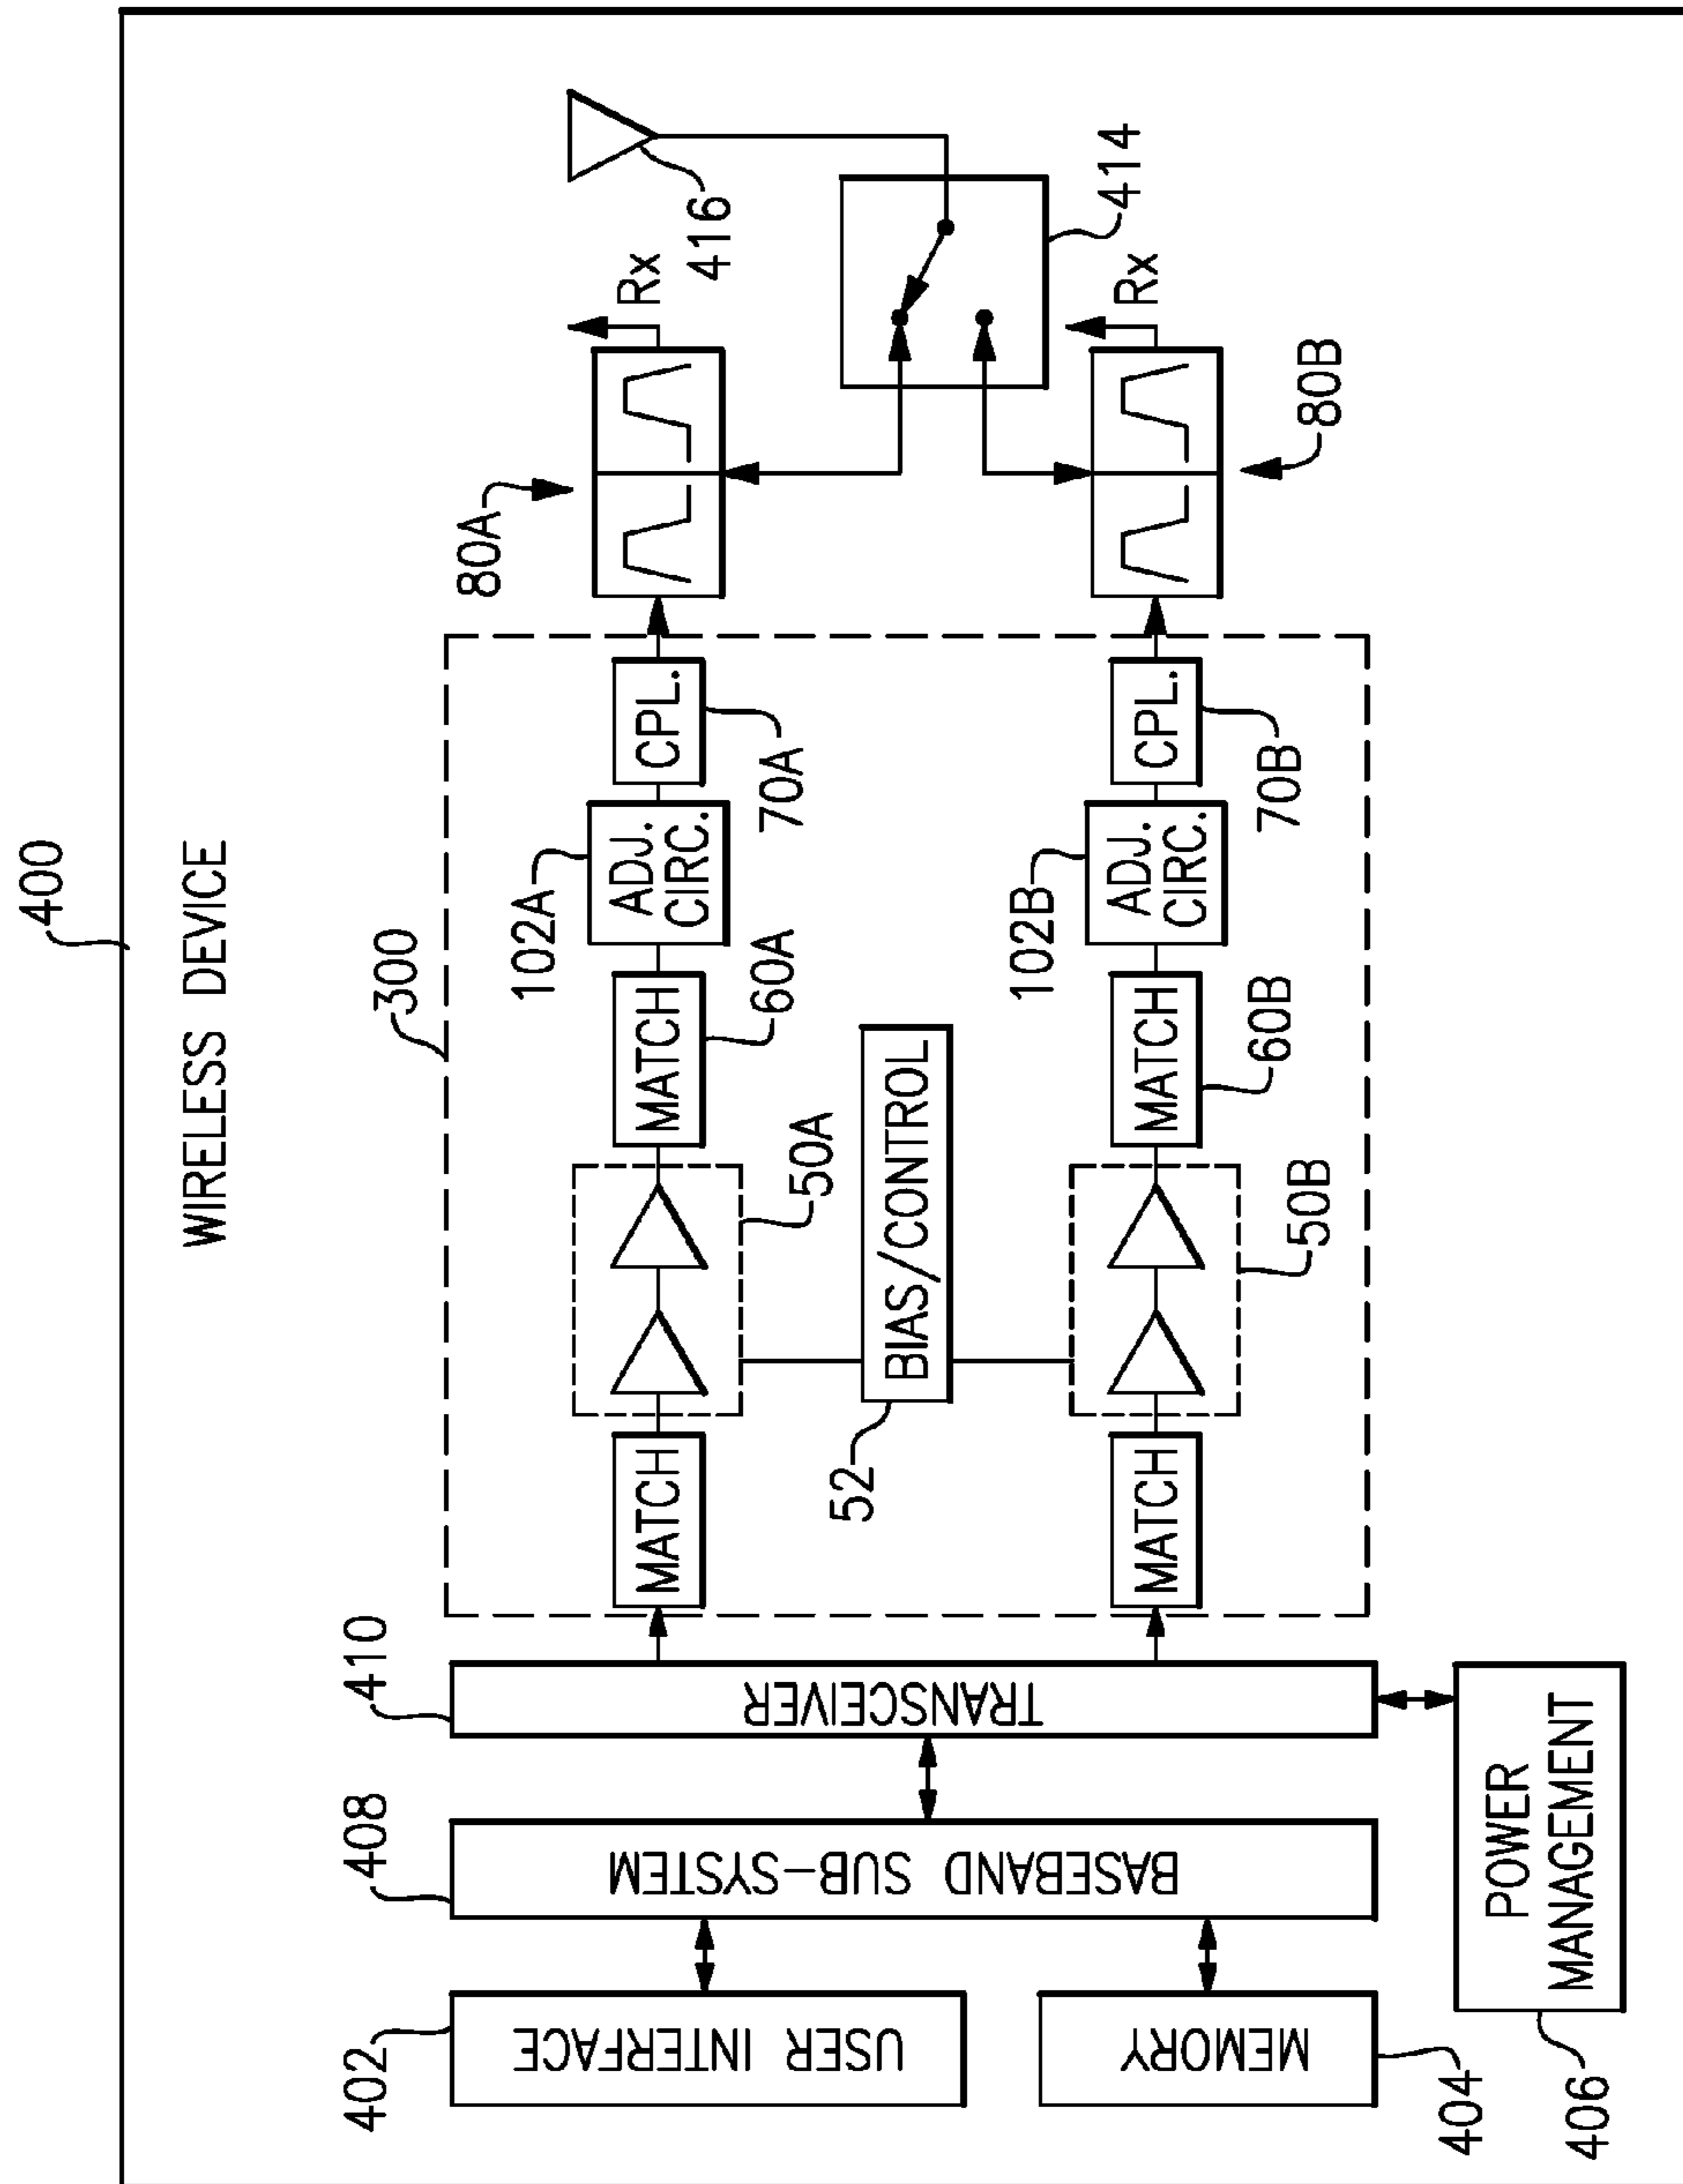 400
WIRELESS DEVICE
300
402
USER INTERFACE
404
MEMORY
408
BASEBAND SUB-SYSTEM
410
TRANSCEIVER
406
POWER
MANAGEMENT
MATCH
50A
MATCH
60A
102A
ADJ.
CIRC.
CPL.
70A
80A
Rx
416
52
BIAS/CONTROL
414
MATCH
50B
MATCH
60B
102B
ADJ.
CIRC.
CPL.
70B
80B
Rx